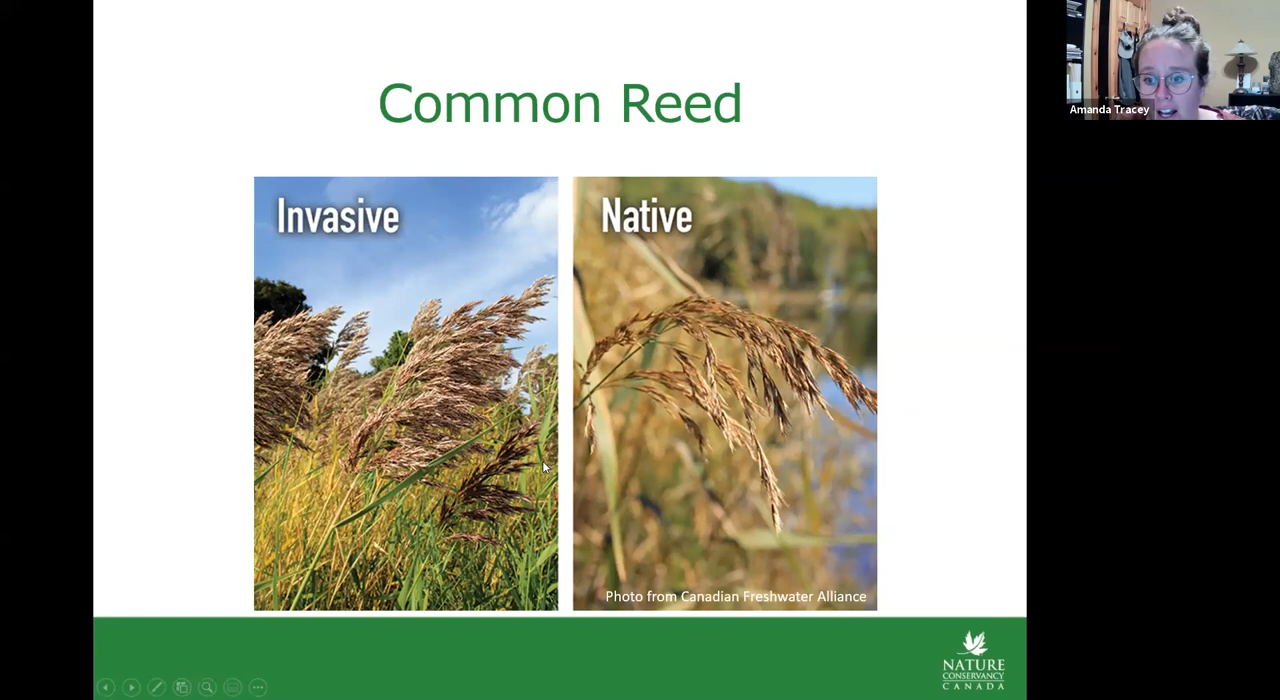 Common Reed
Invasive
Native
Photo from Canadian Freshwater Alliance
NATURE
CONSERVANCY
CANADA
Amanda Tracey